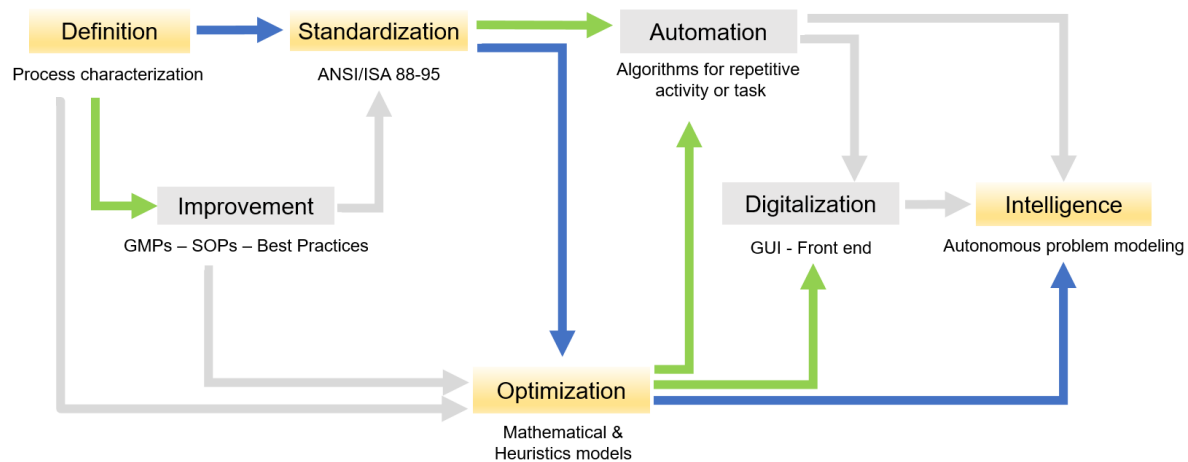 Definition
Process characterization
Standardization
ANSI/ISA 88-95
Automation
Algorithms for repetitive
activity or task
Improvement
GMPs – SOPs – Best Practices
Digitalization
GUI - Front end
Intelligence
Autonomous problem modeling
Optimization
Mathematical &
Heuristics models